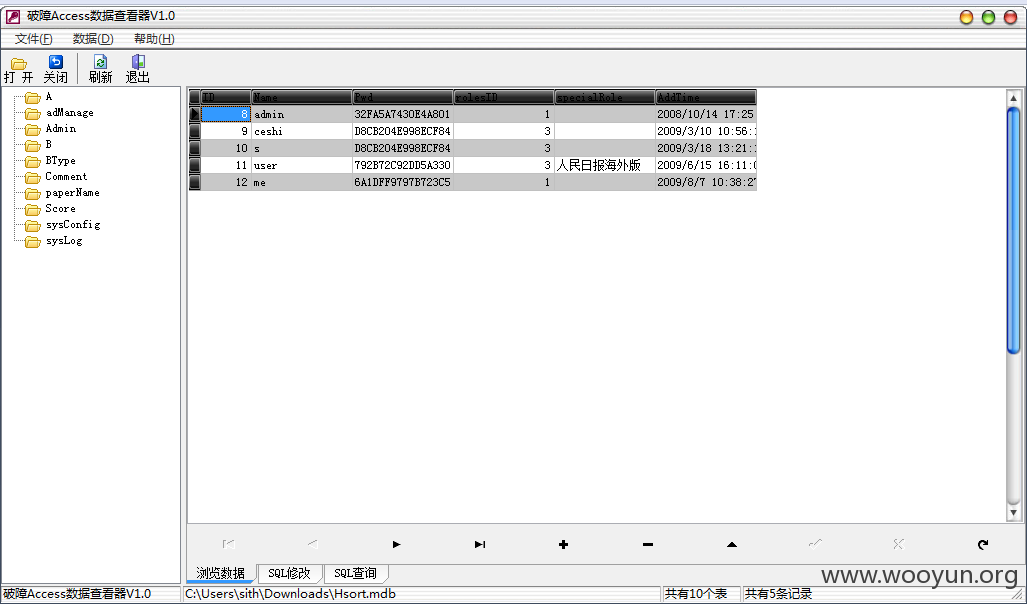 破障Access数据查看器V1.0
文件(F) 数据(D) 帮助(H)
打 开 关闭 刷新 退出
A
adManage
Admin
B
BType
Comment
paperName
Score
sysConfig
sysLog
ID Name Pwd rolesID specialRole AddTime
8 admin 32FA5A7430E4A801 1 2008/10/14 17:25
9 ceshi D8CB204E998ECF84 3 2009/3/10 10:56:
10 s D8CB204E998ECF84 3 2009/3/18 13:21:
11 user 792B72C92DD5A330 3 人民日报海外版 2009/6/15 16:11:0
12 me 6A1DFF9797B723C5 1 2009/8/7 10:38:27
浏览数据 SQL修改 SQL查询
www.wooyun.org
破障Access数据查看器V1.0 C:\Users\sith\Downloads\Hsort.mdb 共有10个表 共有5条记录